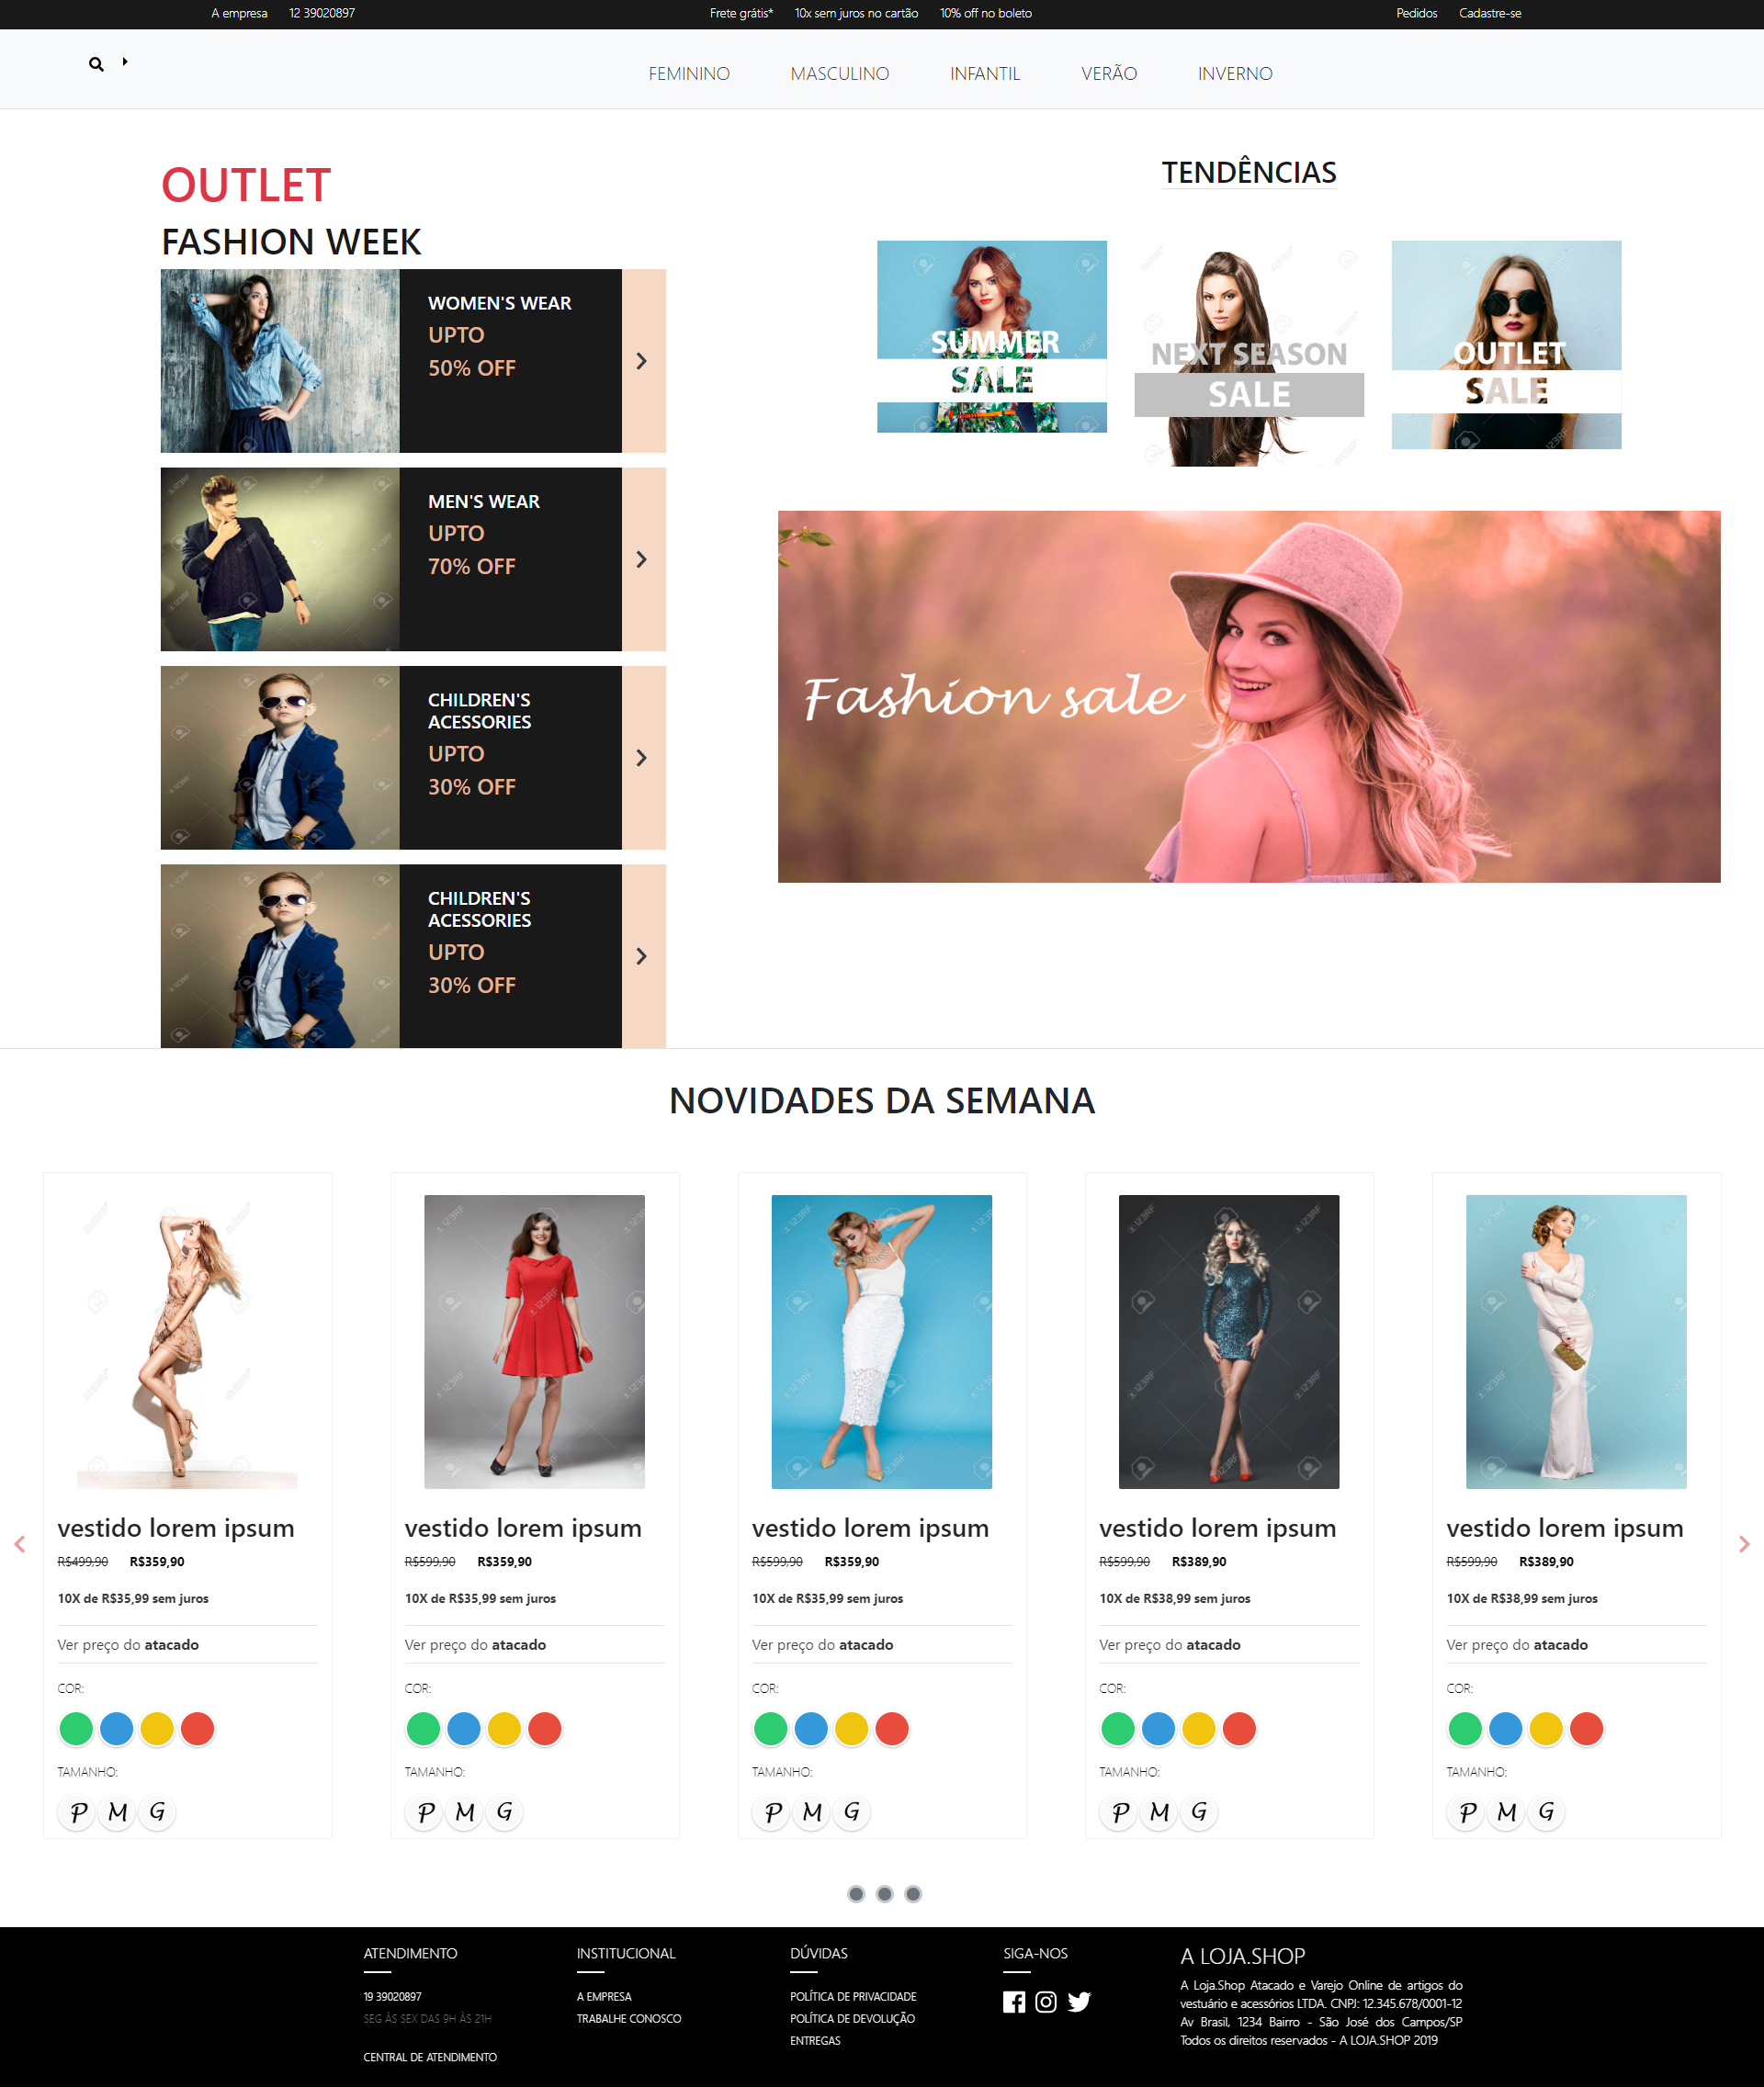 A empresa 12 39020897 Frete grátis* 10x sem juros no cartão 10% off no boleto Pedidos Cadastre-se
FEMININO MASCULINO INFANTIL VERÃO INVERNO
OUTLET
FASHION WEEK
WOMEN'S WEAR
UPTO
50% OFF
MEN'S WEAR
UPTO
70% OFF
CHILDREN'S
ACESSORIES
UPTO
30% OFF
CHILDREN'S
ACESSORIES
UPTO
30% OFF
TENDÊNCIAS
SUMMER
SALE
NEXT SEASON
SALE
OUTLET
SALE
Fashion sale
NOVIDADES DA SEMANA
vestido lorem ipsum
R$499,90 R$359,90
10X de R$35,99 sem juros
Ver preço do atacado
COR:
TAMANHO:
P M G
vestido lorem ipsum
R$599,90 R$359,90
10X de R$35,99 sem juros
Ver preço do atacado
COR:
TAMANHO:
P M G
vestido lorem ipsum
R$599,90 R$359,90
10X de R$35,99 sem juros
Ver preço do atacado
COR:
TAMANHO:
P M G
vestido lorem ipsum
R$599,90 R$389,90
10X de R$38,99 sem juros
Ver preço do atacado
COR:
TAMANHO:
P M G
vestido lorem ipsum
R$599,90 R$389,90
10X de R$38,99 sem juros
Ver preço do atacado
COR:
TAMANHO:
P M G
ATENDIMENTO
19 39020897
SEG ÀS SEX DAS 9H ÀS 21H
CENTRAL DE ATENDIMENTO
INSTITUCIONAL
A EMPRESA
TRABALHE CONOSCO
DÚVIDAS
POLÍTICA DE PRIVACIDADE
POLÍTICA DE DEVOLUÇÃO
ENTREGAS
SIGA-NOS
A LOJA.SHOP
A Loja.Shop Atacado e Varejo Online de artigos do
vestuário e acessórios LTDA. CNPJ: 12.345.678/0001-12
Av Brasil, 1234 Bairro - São José dos Campos/SP
Todos os direitos reservados - A LOJA.SHOP 2019